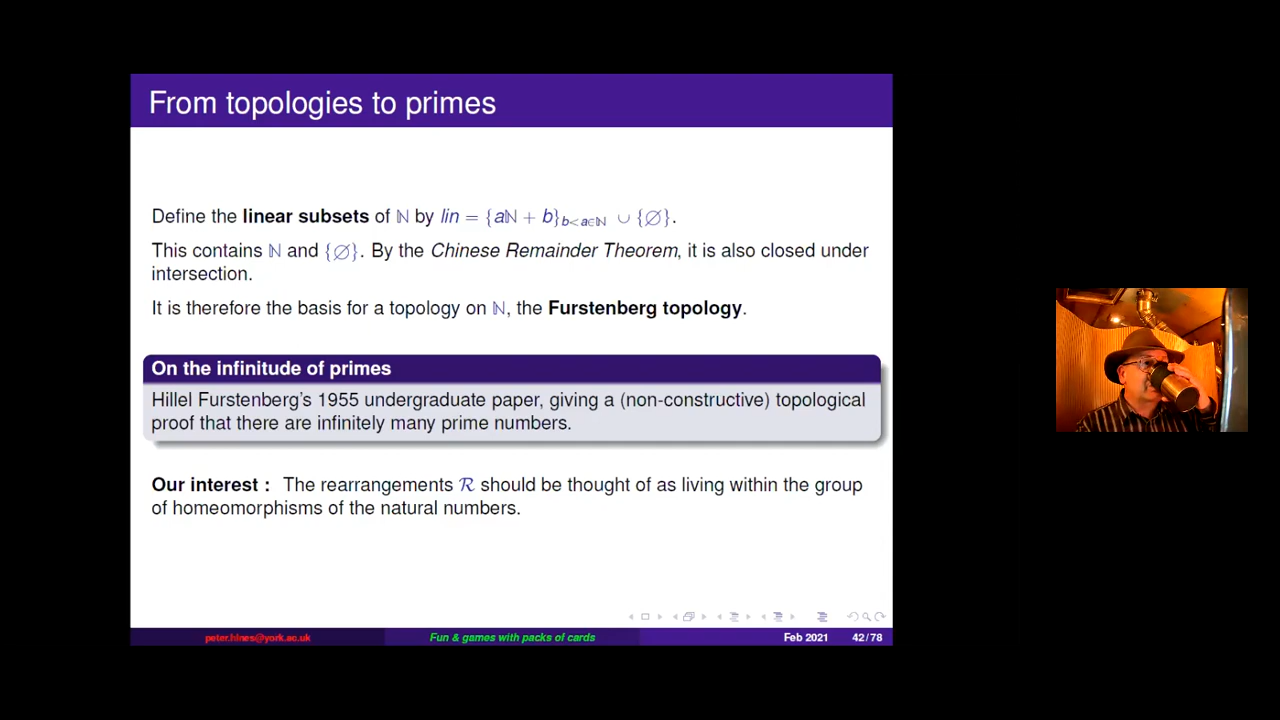 From topologies to primes
Define the linear subsets of ℕ by lin = {aℕ + b}_{b<a∈ℕ} ∪ {∅}.
This contains ℕ and {∅}. By the Chinese Remainder Theorem, it is also closed under
intersection.
It is therefore the basis for a topology on ℕ, the Furstenberg topology.
On the infinitude of primes
Hillel Furstenberg's 1955 undergraduate paper, giving a (non-constructive) topological
proof that there are infinitely many prime numbers.
Our interest : The rearrangements ℛ should be thought of as living within the group
of homeomorphisms of the natural numbers.
peter.hines@york.ac.uk Fun & games with packs of cards Feb 2021 42 / 78